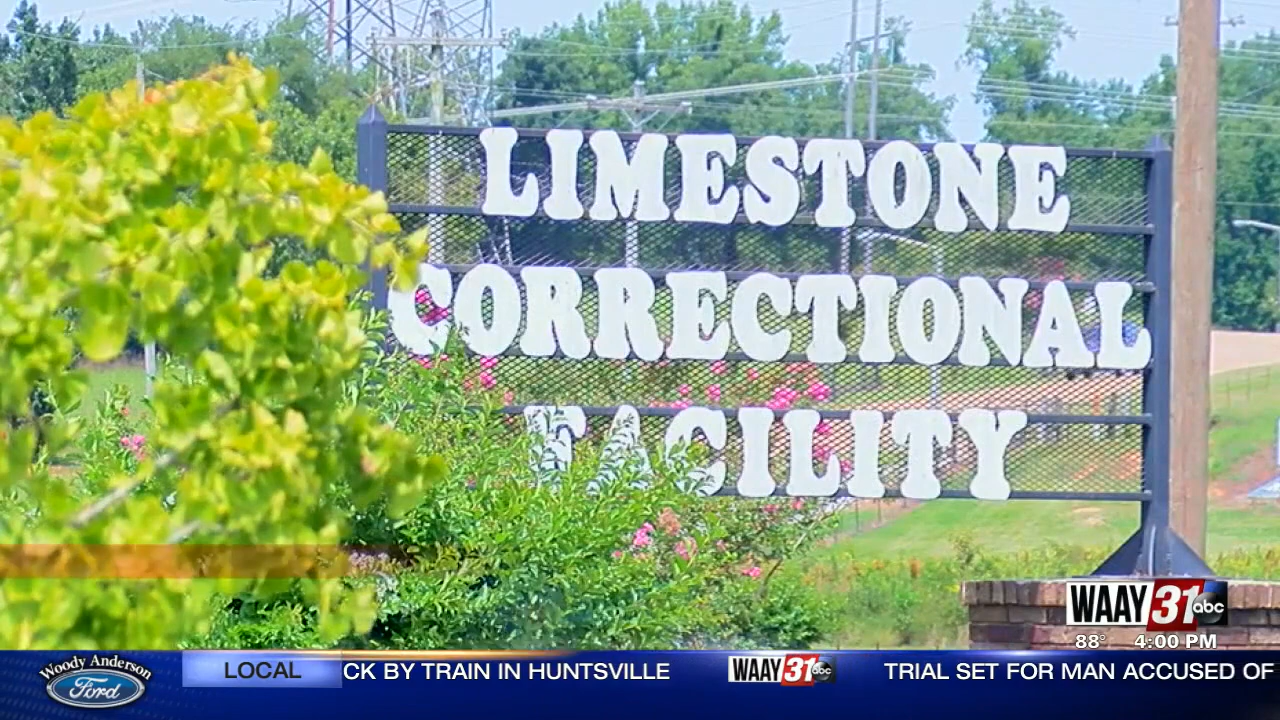 LIMESTONE
CORRECTIONAL
FACILITY
WAAY 31 abc
88° 4:00 PM
Woody Anderson
Ford
LOCAL CK BY TRAIN IN HUNTSVILLE WAAY 31 abc TRIAL SET FOR MAN ACCUSED OF